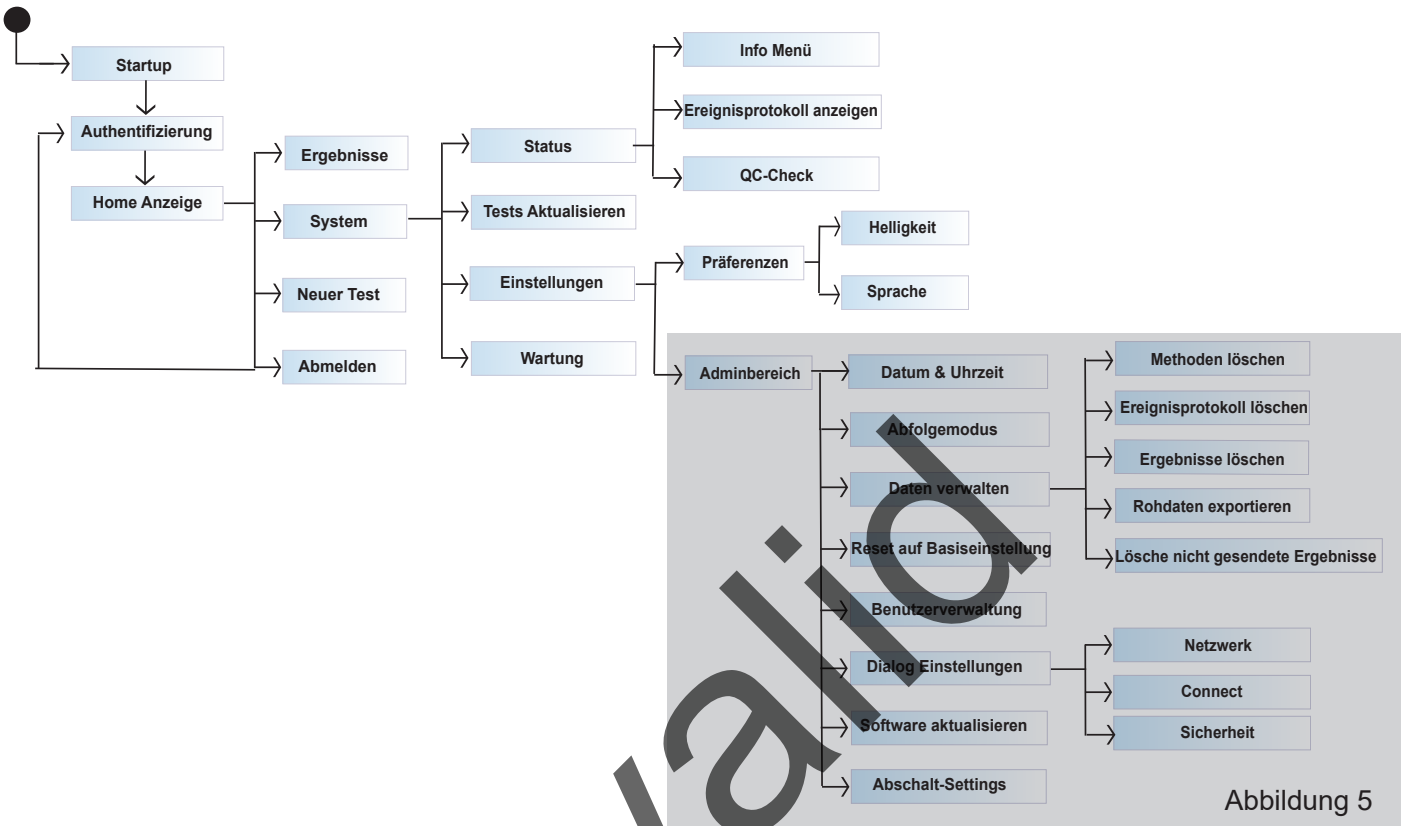 Startup
Authentifizierung
Home Anzeige
Ergebnisse
System
Neuer Test
Abmelden
Status
Tests Aktualisieren
Einstellungen
Wartung
Info Menü
Ereignisprotokoll anzeigen
QC-Check
Präferenzen
Helligkeit
Sprache
Adminbereich
Datum & Uhrzeit
Abfolgemodus
Daten verwalten
Reset auf Basiseinstellung
Benutzerverwaltung
Dialog Einstellungen
Software aktualisieren
Abschalt-Settings
Methoden löschen
Ereignisprotokoll löschen
Ergebnisse löschen
Rohdaten exportieren
Lösche nicht gesendete Ergebnisse
Netzwerk
Connect
Sicherheit
Abbildung 5
valid